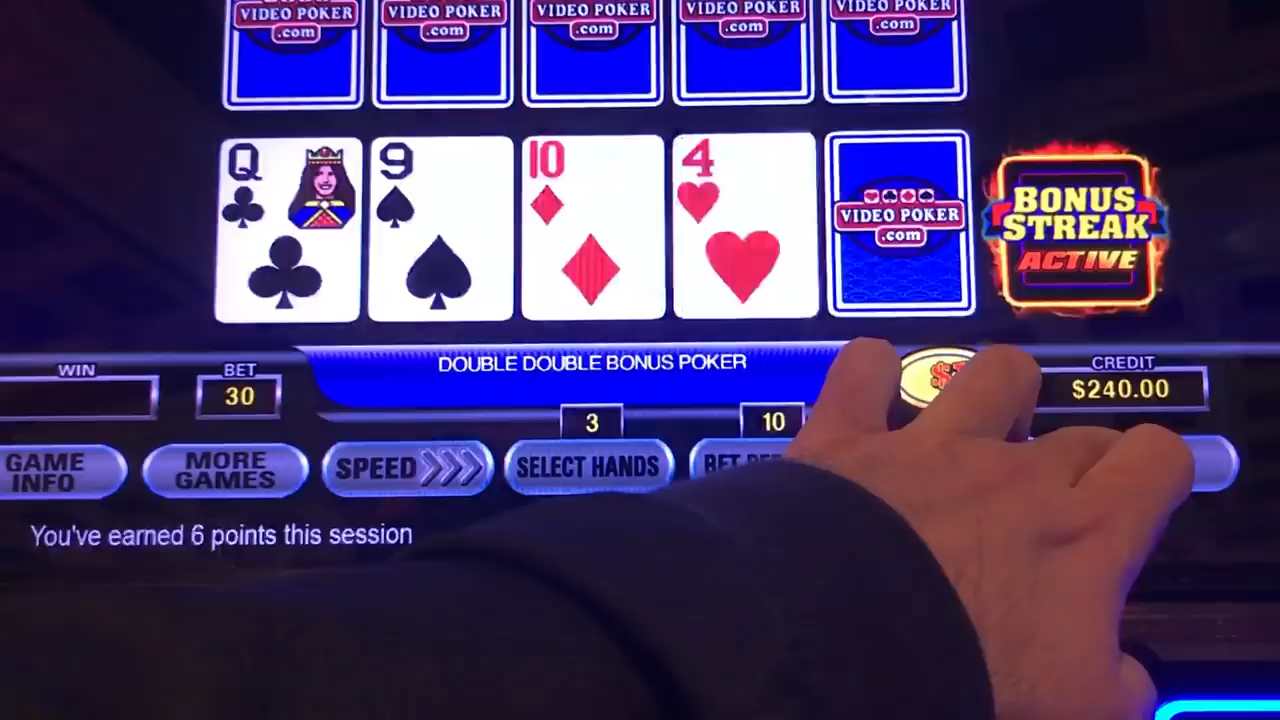 VIDEO POKER
.com
VIDEO POKER
.com
VIDEO POKER
.com
VIDEO POKER
.com
VIDEO POKER
.com
Q
9
10
4
VIDEO POKER
.com
BONUS
STREAK
ACTIVE
WIN
BET
30
DOUBLE DOUBLE BONUS POKER
CREDIT
$240.00
3
10
GAME
INFO
MORE
GAMES
SPEED
SELECT HANDS
BET
You've earned 6 points this session